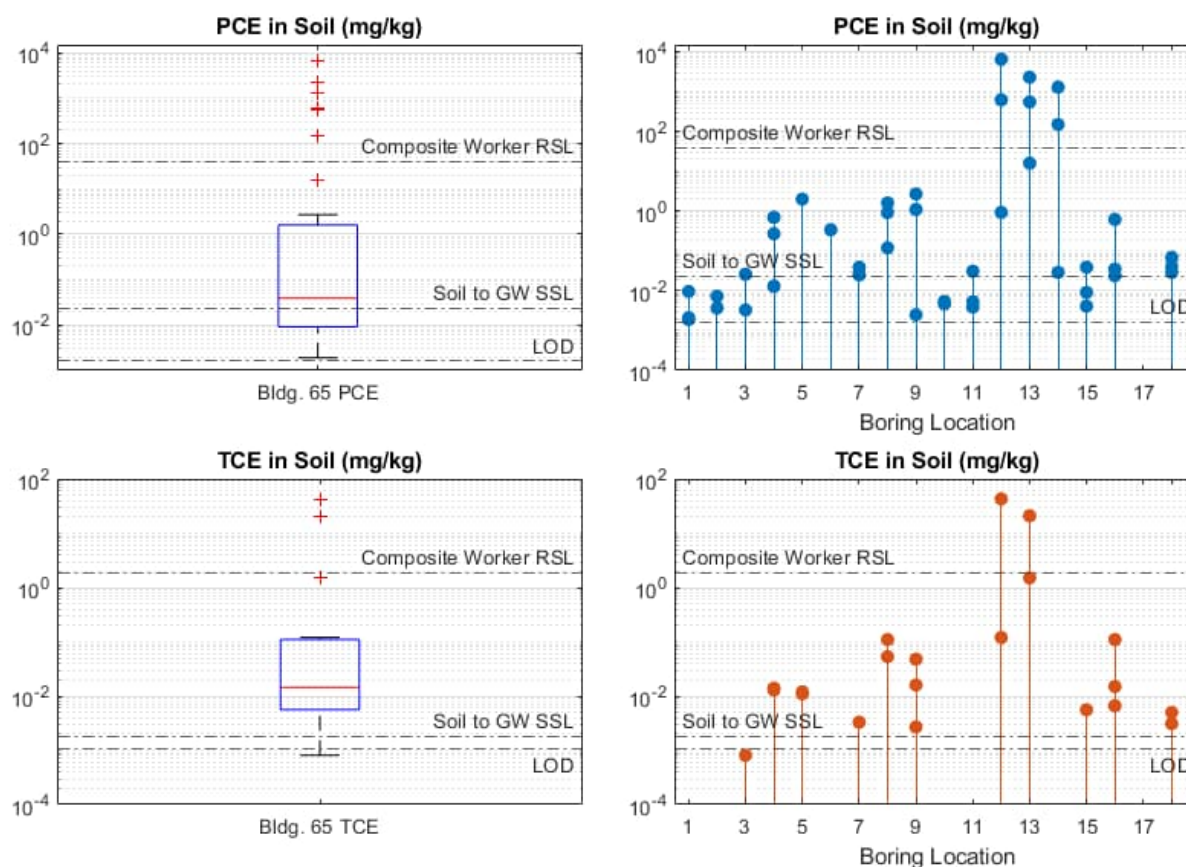 PCE in Soil (mg/kg)
10^4
10^2
10^0
10^-2
Composite Worker RSL
Soil to GW SSL
LOD
Bldg. 65 PCE
PCE in Soil (mg/kg)
10^4
10^2
10^0
10^-2
10^-4
Composite Worker RSL
Soil to GW SSL
LOD
1 3 5 7 9 11 13 15 17
Boring Location
TCE in Soil (mg/kg)
10^2
10^0
10^-2
10^-4
Composite Worker RSL
Soil to GW SSL
LOD
Bldg. 65 TCE
TCE in Soil (mg/kg)
10^2
10^0
10^-2
10^-4
Composite Worker RSL
Soil to GW SSL
LOD
1 3 5 7 9 11 13 15 17
Boring Location